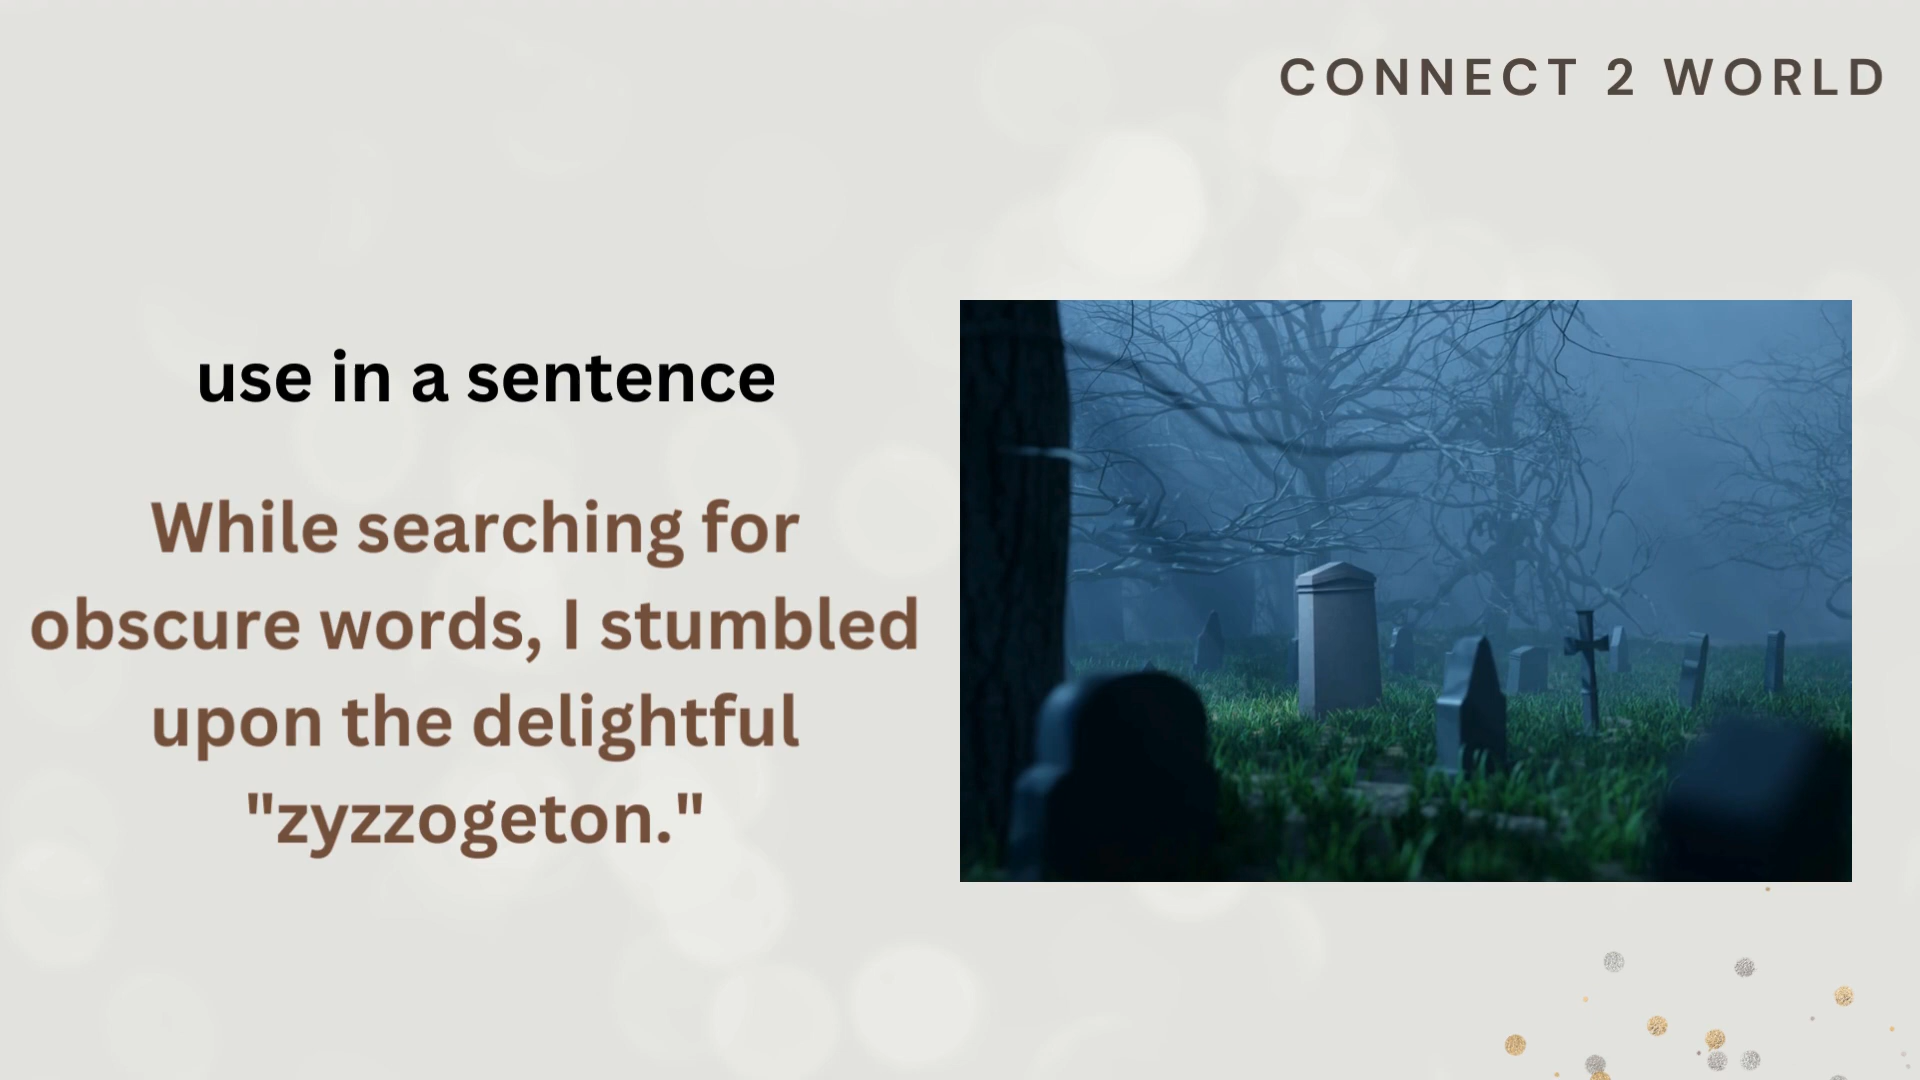 CONNECT 2 WORLD
use in a sentence
While searching for
obscure words, I stumbled
upon the delightful
"zyzzogeton."